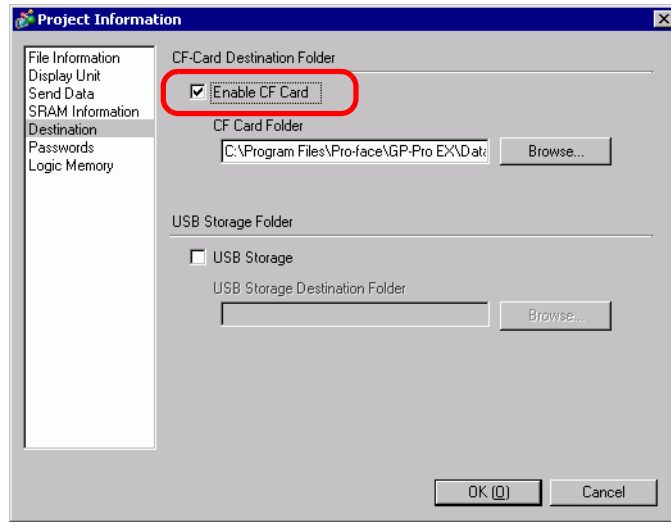 Project Information
File Information
Display Unit
Send Data
SRAM Information
Destination
Passwords
Logic Memory
CF-Card Destination Folder
Enable CF Card
CF Card Folder
C:\Program Files\Pro-face\GP-Pro EX\Data
Browse...
USB Storage Folder
USB Storage
USB Storage Destination Folder
Browse...
OK (O)
Cancel